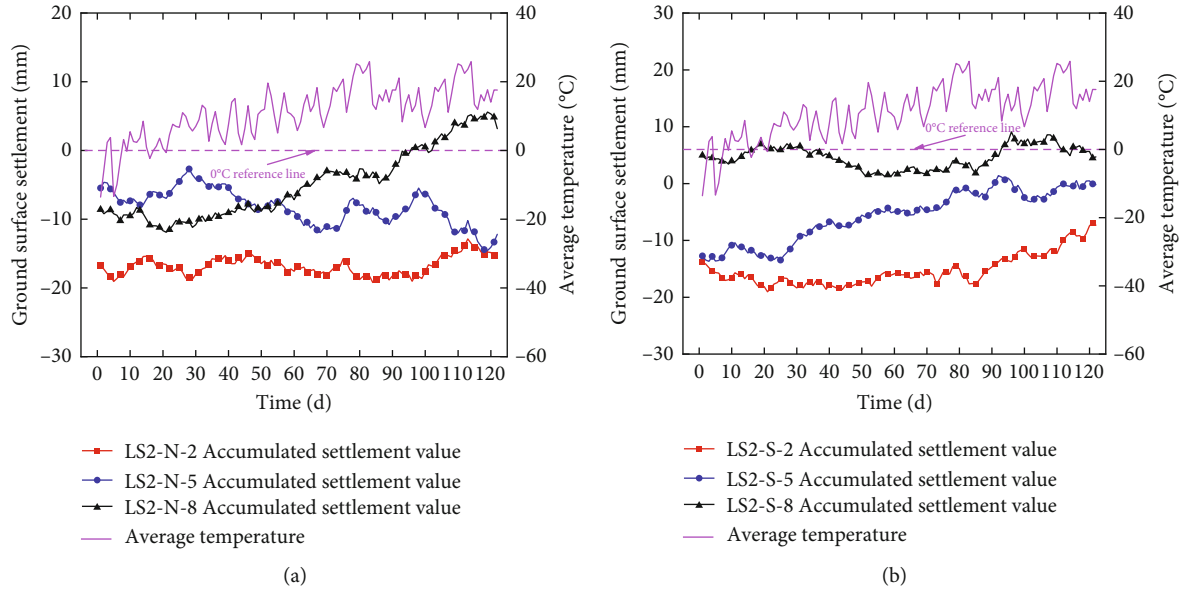 Ground surface settlement (mm)
20
10
0
–10
–20
–30
40
20
0
–20
–40
–60
Average temperature (°C)
0°C reference line
0 10 20 30 40 50 60 70 80 90 100 110 120
Time (d)
LS2-N-2 Accumulated settlement value
LS2-N-5 Accumulated settlement value
LS2-N-8 Accumulated settlement value
Average temperature
(a)
Ground surface settlement (mm)
30
20
10
0
–10
–20
–30
40
20
0
–20
–40
–60
Average temperature (°C)
0°C reference line
0 10 20 30 40 50 60 70 80 90 100 110 120
Time (d)
LS2-S-2 Accumulated settlement value
LS2-S-5 Accumulated settlement value
LS2-S-8 Accumulated settlement value
Average temperature
(b)